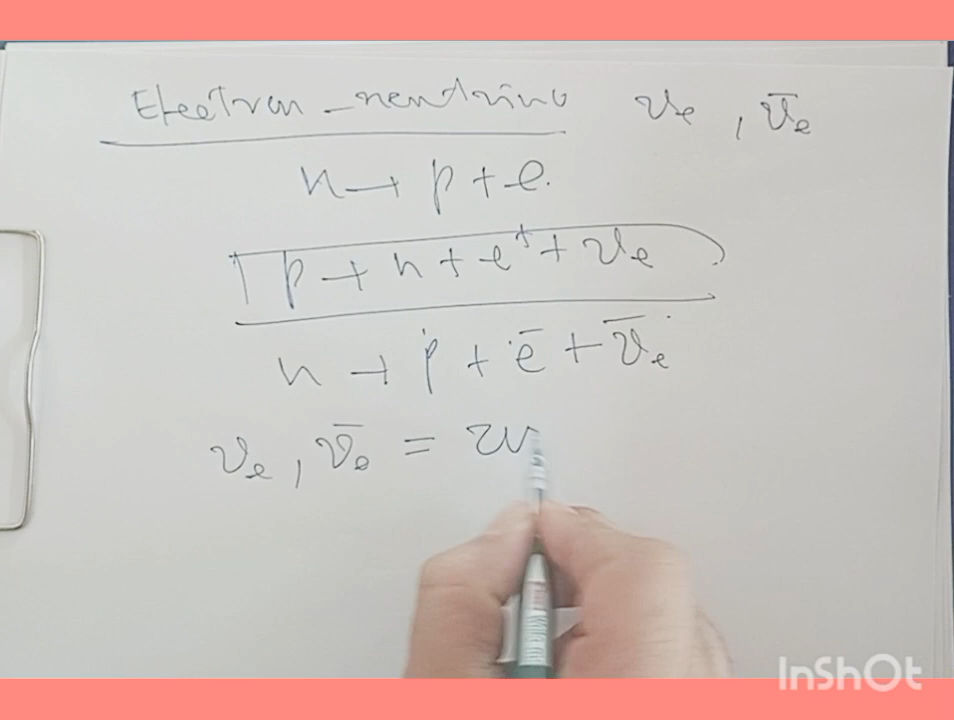 Electron-neutrino νe, ν̄e
n → p + e.
p → n + e⁺ + νe
n → p + ē + ν̄e
νe, ν̄e =
InShOt